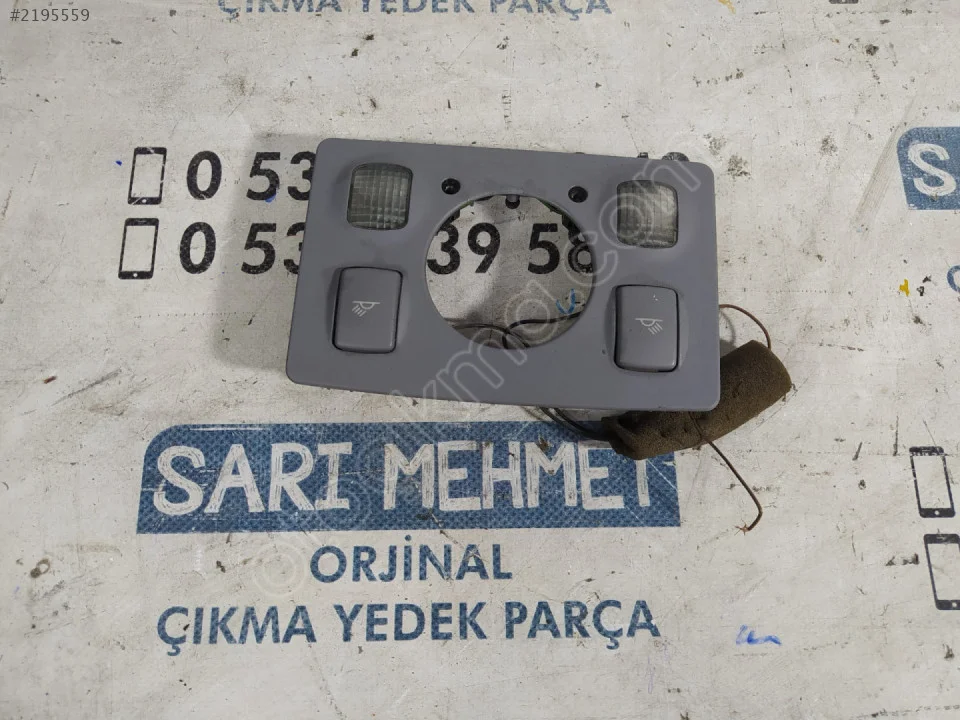 #2195559
ÇIKMA YEDEK PARÇA
0 53
0 53 39 58
S
SARI MEHMET
ORJİNAL
ÇIKMA YEDEK PARÇA